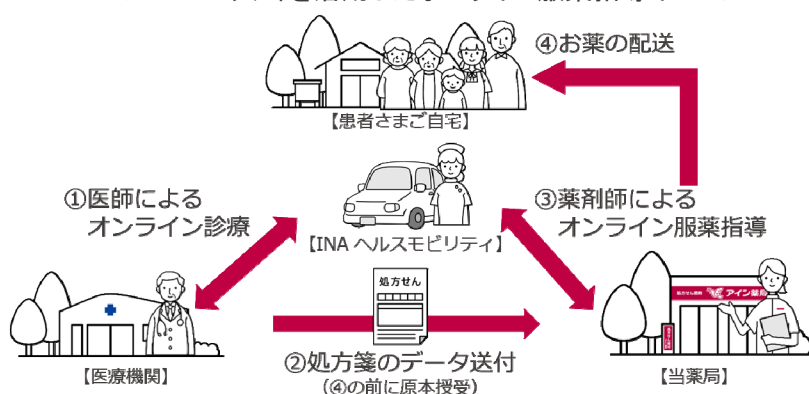 ④お薬の配送
【患者さまご自宅】
①医師による
オンライン診療
【INA ヘルスモビリティ】
③薬剤師による
オンライン服薬指導
処方せん
アイン薬局
【医療機関】
②処方箋のデータ送付
(④の前に原本授受)
【当薬局】